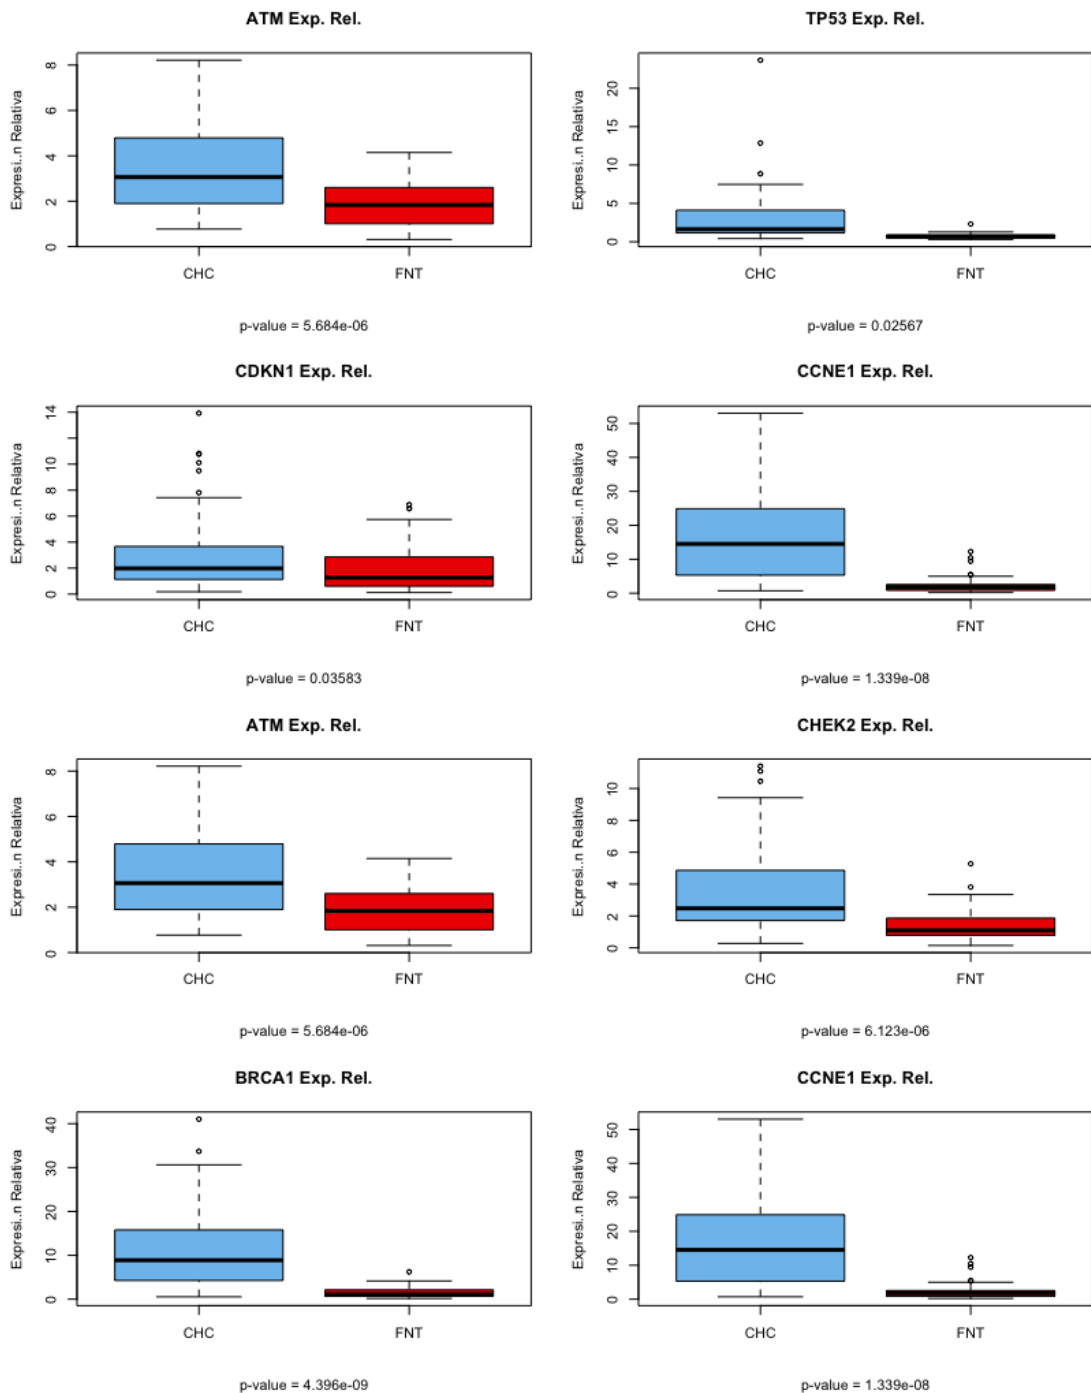 ATM Exp. Rel.
Expresi..n Relativa
0 2 4 6 8
CHC FNT
p-value = 5.684e-06
TP53 Exp. Rel.
Expresi..n Relativa
0 5 10 15 20
CHC FNT
p-value = 0.02567
CDKN1 Exp. Rel.
Expresi..n Relativa
0 2 4 6 8 10 14
CHC FNT
p-value = 0.03583
CCNE1 Exp. Rel.
Expresi..n Relativa
0 10 20 30 40 50
CHC FNT
p-value = 1.339e-08
ATM Exp. Rel.
Expresi..n Relativa
0 2 4 6 8
CHC FNT
p-value = 5.684e-06
CHEK2 Exp. Rel.
Expresi..n Relativa
0 2 4 6 8 10
CHC FNT
p-value = 6.123e-06
BRCA1 Exp. Rel.
Expresi..n Relativa
0 10 20 30 40
CHC FNT
p-value = 4.396e-09
CCNE1 Exp. Rel.
Expresi..n Relativa
0 10 20 30 40 50
CHC FNT
p-value = 1.339e-08